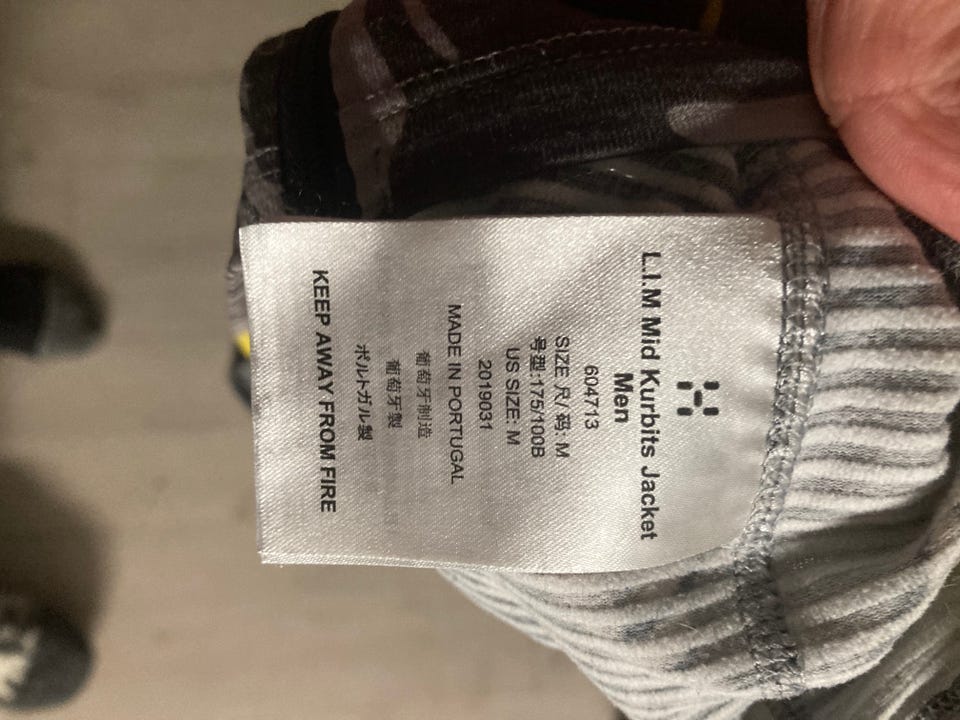 L.I.M Mid Kurbits Jacket
Men
604713
SIZE 尺/ 码: M
号型:175/100B
US SIZE: M
2019031
MADE IN PORTUGAL
葡萄牙制造
葡萄牙製
ポルトガル製
KEEP AWAY FROM FIRE